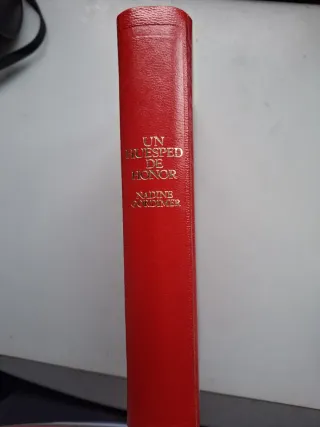 UN
HUESPED
DE
HONOR
NADINE
GORDIMER